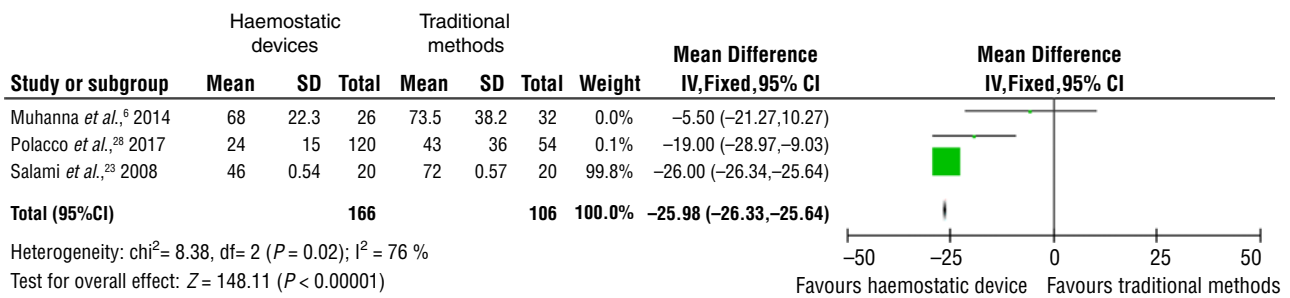 Haemostatic devices Traditional methods
Mean Difference Mean Difference
Study or subgroup Mean SD Total Mean SD Total Weight IV,Fixed,95% CI IV,Fixed,95% CI
Muhanna et al.,⁶ 2014 68 22.3 26 73.5 38.2 32 0.0% –5.50 (–21.27,10.27)
Polacco et al.,²⁸ 2017 24 15 120 43 36 54 0.1% –19.00 (–28.97,–9.03)
Salami et al.,²³ 2008 46 0.54 20 72 0.57 20 99.8% –26.00 (–26.34,–25.64)
Total (95%CI) 166 106 100.0% –25.98 (–26.33,–25.64)
Heterogeneity: chi²= 8.38, df= 2 (P = 0.02); I² = 76 %
–50 –25 0 25 50
Test for overall effect: Z = 148.11 (P < 0.00001)
Favours haemostatic device Favours traditional methods